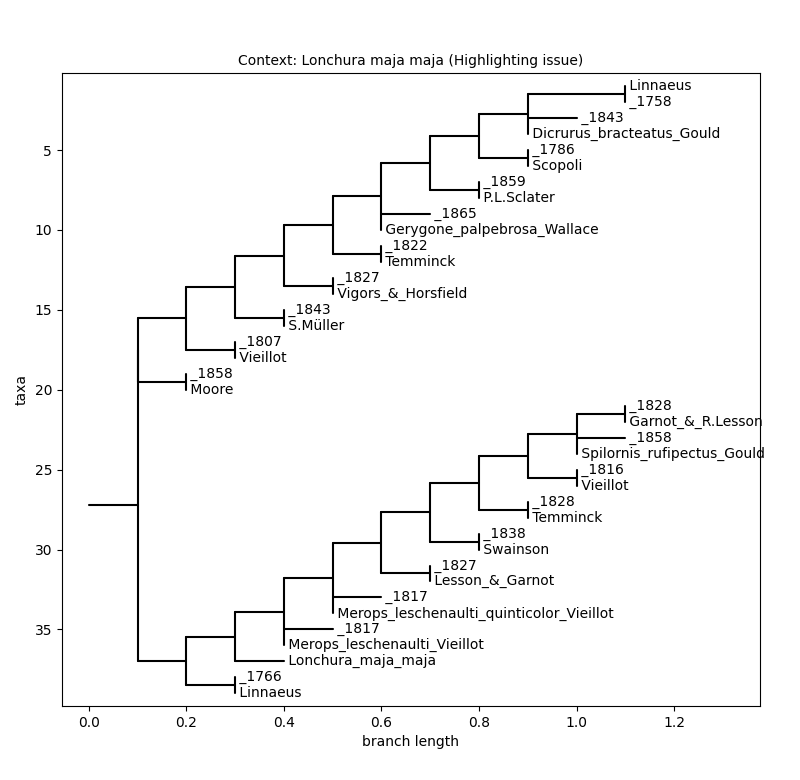 Context: Lonchura maja maja (Highlighting issue)
Linnaeus
_1758
_1843
Dicrurus_bracteatus_Gould
_1786
Scopoli
_1859
P.L.Sclater
_1865
Gerygone_palpebrosa_Wallace
_1822
Temminck
_1827
Vigors_&_Horsfield
_1843
S.Müller
_1807
Vieillot
_1858
Moore
_1828
Garnot_&_R.Lesson
_1858
Spilornis_rufipectus_Gould
_1816
Vieillot
_1828
Temminck
_1838
Swainson
_1827
Lesson_&_Garnot
_1817
Merops_leschenaulti_quinticolor_Vieillot
_1817
Merops_leschenaulti_Vieillot
Lonchura_maja_maja
_1766
Linnaeus
5
10
15
20
25
30
35
taxa
0.0 0.2 0.4 0.6 0.8 1.0 1.2
branch length